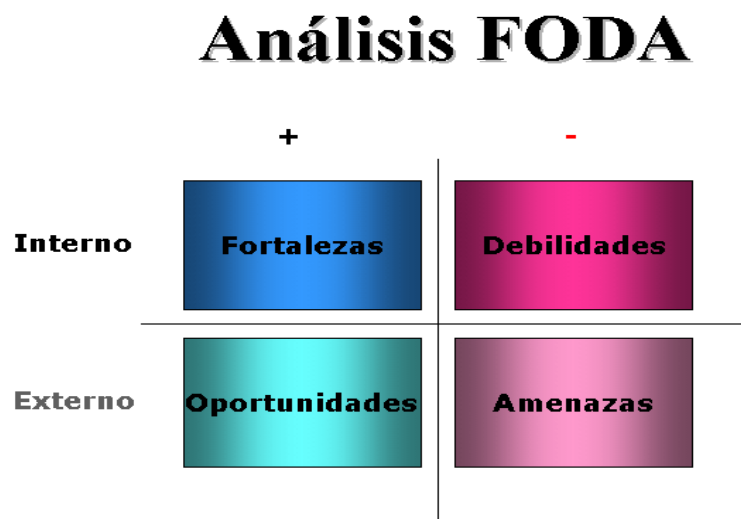 Análisis FODA
+ -
Interno Fortalezas Debilidades
Externo Oportunidades Amenazas